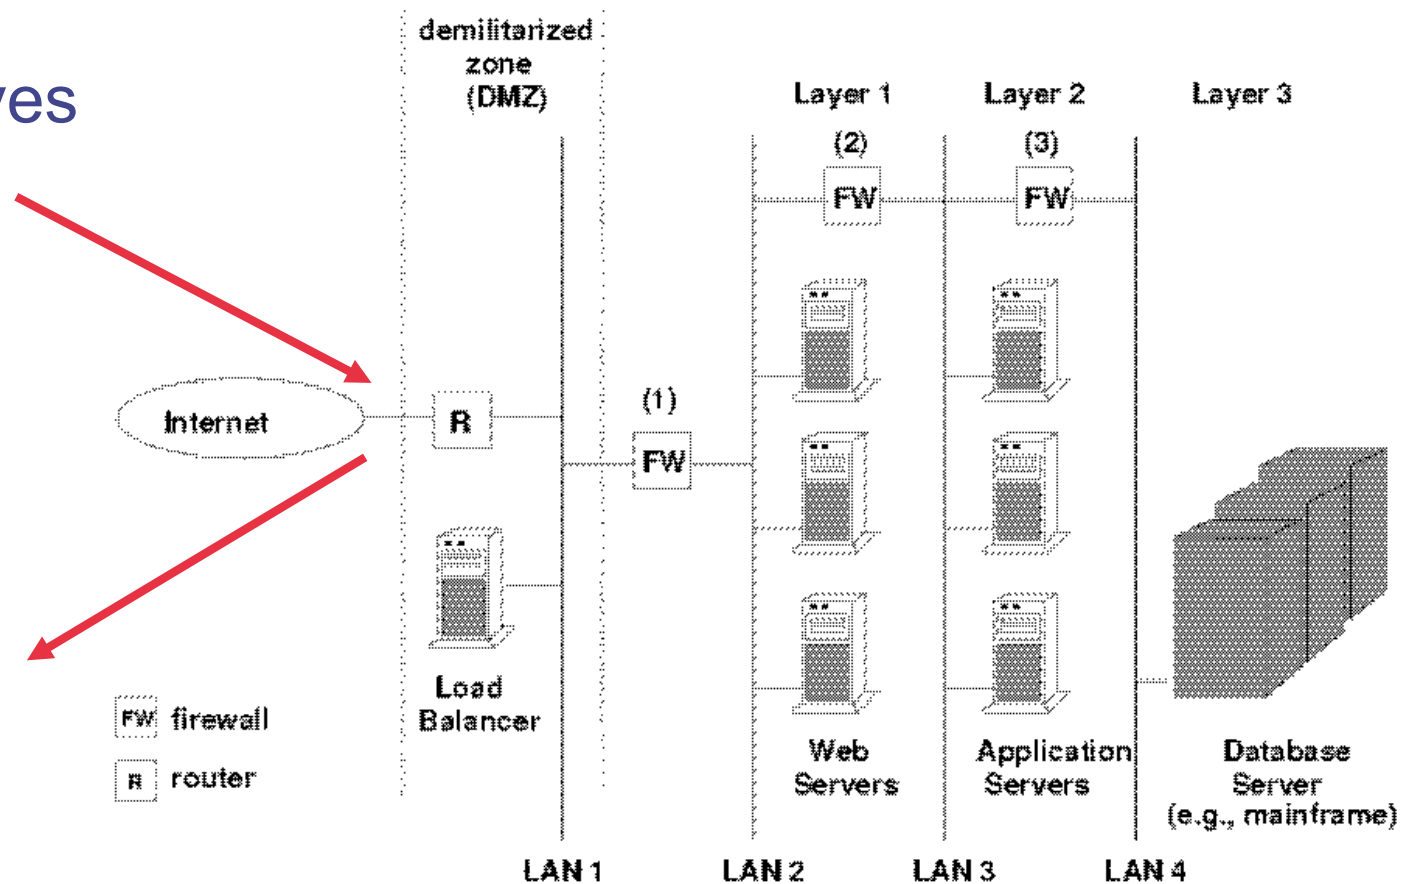 demilitarized
zone
(DMZ)
Layer 1
Layer 2
Layer 3
(2)
(3)
FW
FW
Internet
R
(1)
FW
Load
Balancer
FW firewall
R router
Web
Servers
Application
Servers
Database
Server
(e.g., mainframe)
LAN 1
LAN 2
LAN 3
LAN 4